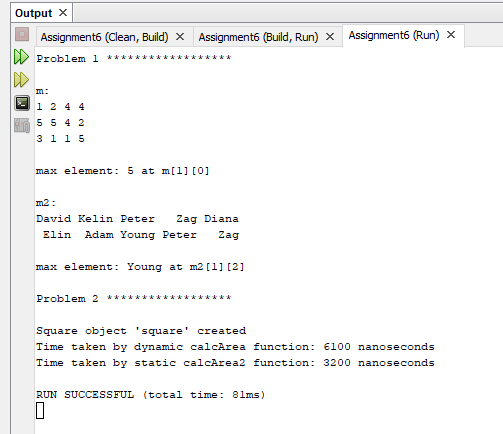 Output
Assignment6 (Clean, Build) Assignment6 (Build, Run) Assignment6 (Run)
Problem 1 ******************
m:
1 2 4 4
5 5 4 2
3 1 1 5
max element: 5 at m[1][0]
m2:
David Kelin Peter   Zag Diana
 Elin  Adam Young Peter   Zag
max element: Young at m2[1][2]
Problem 2 ******************
Square object 'square' created
Time taken by dynamic calcArea function: 6100 nanoseconds
Time taken by static calcArea2 function: 3200 nanoseconds
RUN SUCCESSFUL (total time: 81ms)